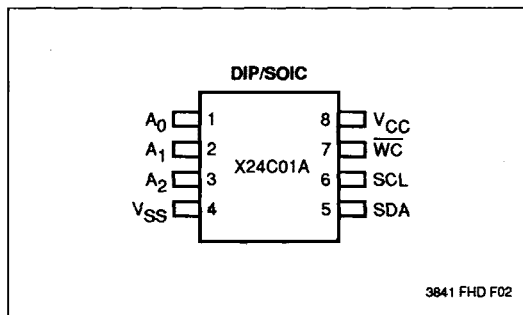 DIP/SOIC
A0 1 8 VCC
A1 2 7 W̅C̅
X24C01A
A2 3 6 SCL
VSS 4 5 SDA
3841 FHD F02